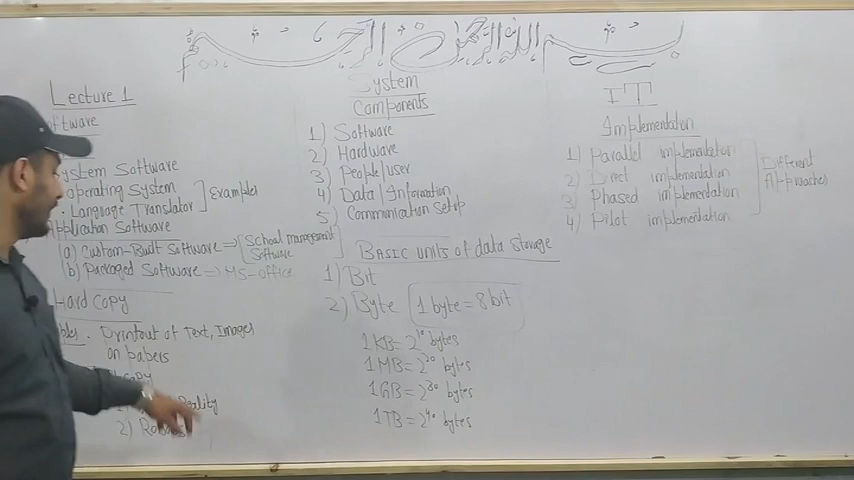 بسم الله الرحمن الرحيم
Lecture 1
System Software
Operating System
Language Translator
Examples
Application Software
(a) Custom-Built Software => School management Software
(b) Packaged Software => MS-office
Hard Copy
Printout of Text, Images
on papers
2)
System
Components
1) Software
2) Hardware
3) People/user
4) Data/Information
5) Communication Setup
BASIC units of data storage
1) Bit
2) Byte 1 byte = 8 bit
1 KB = 2¹⁰ bytes
1 MB = 2²⁰ bytes
1 GB = 2³⁰ bytes
1 TB = 2⁴⁰ bytes
IT
Implementation
1) Parallel implementation
2) Direct implementation
3) Phased implementation
4) Pilot implementation
Different
Approaches